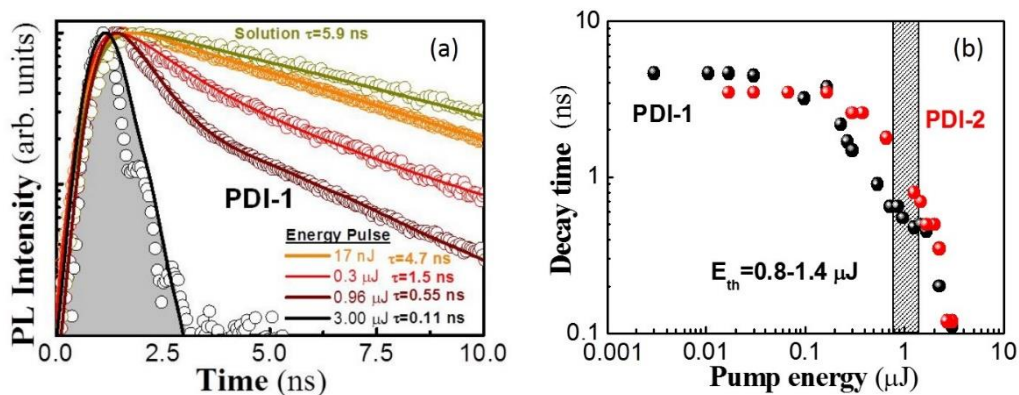 (a)
Solution τ=5.9 ns
PDI-1
Energy Pulse
17 nJ τ=4.7 ns
0.3 μJ τ=1.5 ns
0.96 μJ τ=0.55 ns
3.00 μJ τ=0.11 ns
PL Intensity (arb. units)
0.0 2.5 5.0 7.5 10.0
Time (ns)
(b)
PDI-1
PDI-2
E_th=0.8-1.4 μJ
Decay time (ns)
10
1
0.1
0.001 0.01 0.1 1 10
Pump energy (μJ)